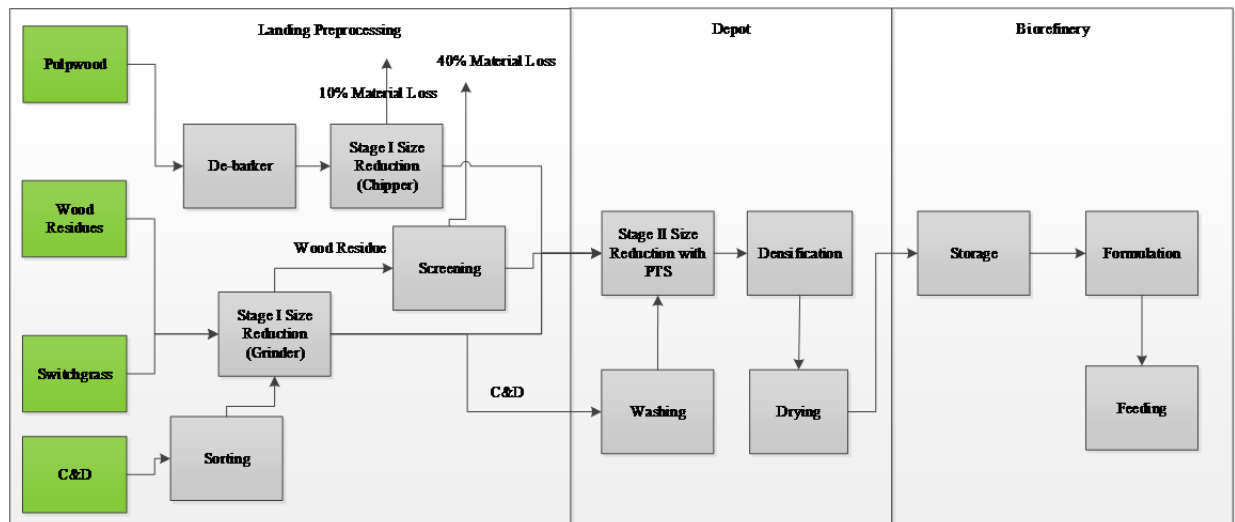 Landing Preprocessing
Depot
Biorefinery
Pulpwood
40% Material Loss
10% Material Loss
De-barker
Stage I Size
Reduction
(Chipper)
Wood
Residues
Wood Residue
Screening
Stage II Size
Reduction with
PTS
Densification
Storage
Formulation
Stage I Size
Reduction
(Grinder)
Switchgrass
C&D
Washing
Drying
Feeding
C&D
Sorting